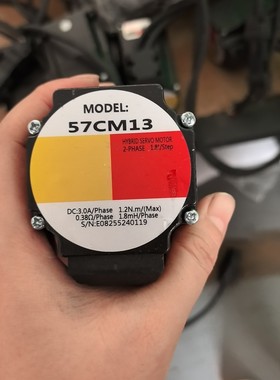 MODEL:
57CM13
HYBRID SERVO MOTOR
2-PHASE 1.8°/Step
DC:3.0A/Phase 1.2N.m/(Max)
0.38Ω/Phase 1.8mH/Phase
S/N:E08255240119